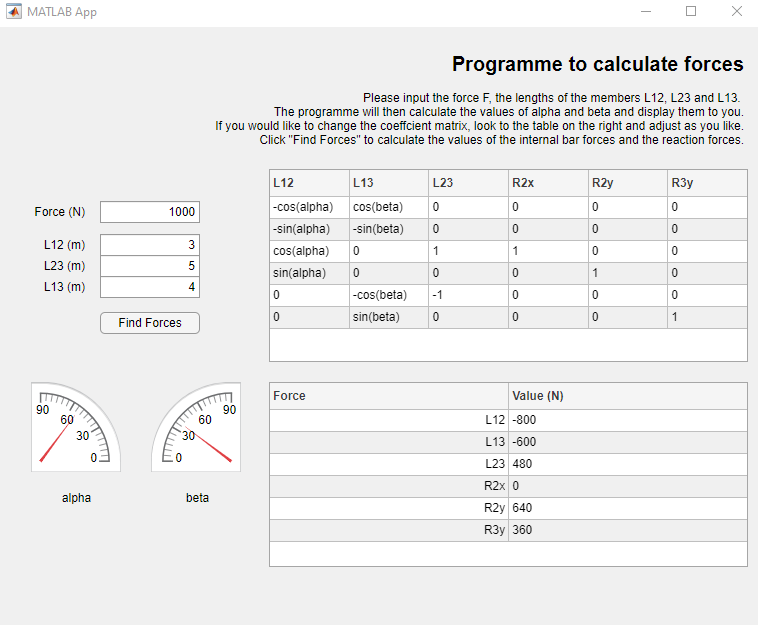 MATLAB App
Programme to calculate forces
Please input the force F, the lengths of the members L12, L23 and L13.
The programme will then calculate the values of alpha and beta and display them to you.
If you would like to change the coeffcient matrix, look to the table on the right and adjust as you like.
Click "Find Forces" to calculate the values of the internal bar forces and the reaction forces.
Force (N) 1000
L12 (m) 3
L23 (m) 5
L13 (m) 4
Find Forces
L12 L13 L23 R2x R2y R3y
-cos(alpha) cos(beta) 0 0 0 0
-sin(alpha) -sin(beta) 0 0 0 0
cos(alpha) 0 1 1 0 0
sin(alpha) 0 0 0 1 0
0 -cos(beta) -1 0 0 0
0 sin(beta) 0 0 0 1
90
60
30
0
alpha
90
60
30
0
beta
Force Value (N)
L12 -800
L13 -600
L23 480
R2x 0
R2y 640
R3y 360